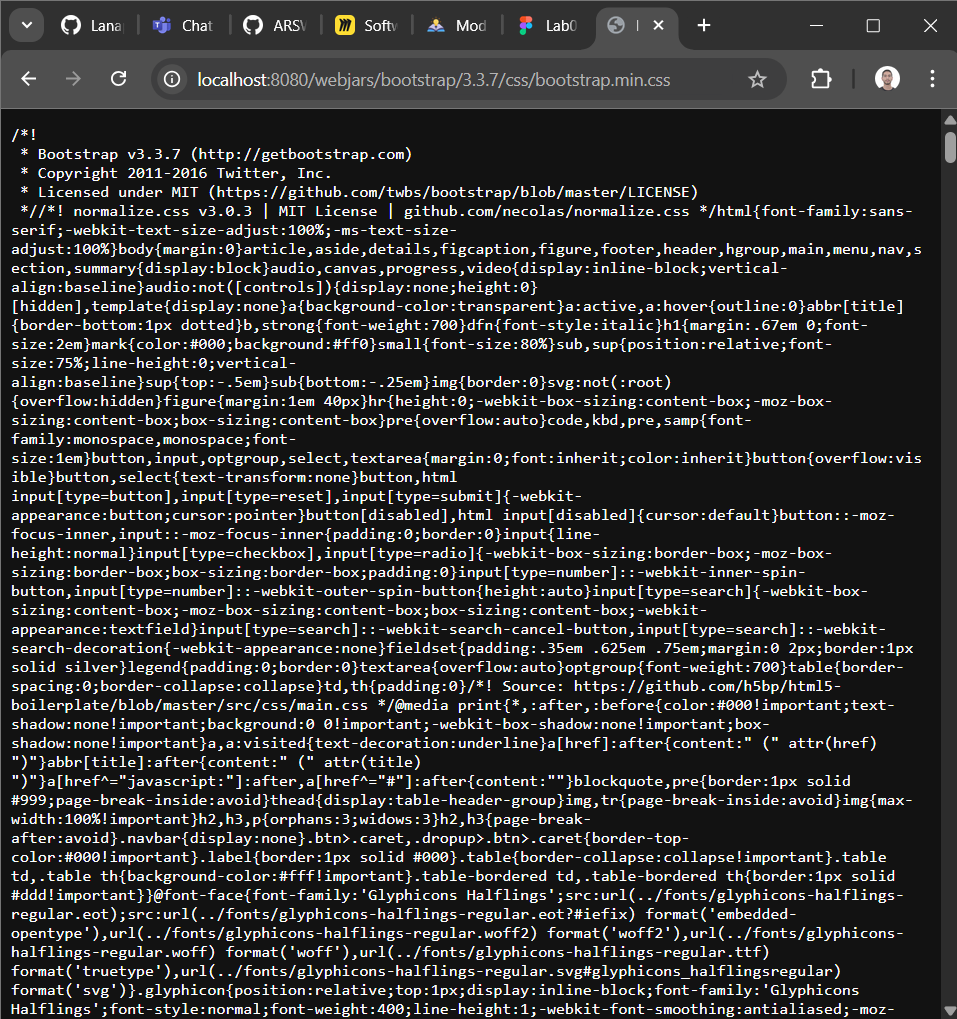 Lana
Chat
ARSV
Softw
Mod
Lab0
localhost:8080/webjars/bootstrap/3.3.7/css/bootstrap.min.css
/*!
 * Bootstrap v3.3.7 (http://getbootstrap.com)
 * Copyright 2011-2016 Twitter, Inc.
 * Licensed under MIT (https://github.com/twbs/bootstrap/blob/master/LICENSE)
 *//*! normalize.css v3.0.3 | MIT License | github.com/necolas/normalize.css */html{font-family:sans-
serif;-webkit-text-size-adjust:100%;-ms-text-size-
adjust:100%}body{margin:0}article,aside,details,figcaption,figure,footer,header,hgroup,main,menu,nav,s
ection,summary{display:block}audio,canvas,progress,video{display:inline-block;vertical-
align:baseline}audio:not([controls]){display:none;height:0}
[hidden],template{display:none}a{background-color:transparent}a:active,a:hover{outline:0}abbr[title]
{border-bottom:1px dotted}b,strong{font-weight:700}dfn{font-style:italic}h1{margin:.67em 0;font-
size:2em}mark{color:#000;background:#ff0}small{font-size:80%}sub,sup{position:relative;font-
size:75%;line-height:0;vertical-
align:baseline}sup{top:-.5em}sub{bottom:-.25em}img{border:0}svg:not(:root)
{overflow:hidden}figure{margin:1em 40px}hr{height:0;-webkit-box-sizing:content-box;-moz-box-
sizing:content-box;box-sizing:content-box}pre{overflow:auto}code,kbd,pre,samp{font-
family:monospace,monospace;font-
size:1em}button,input,optgroup,select,textarea{margin:0;font:inherit;color:inherit}button{overflow:vis
ible}button,select{text-transform:none}button,html
input[type=button],input[type=reset],input[type=submit]{-webkit-
appearance:button;cursor:pointer}button[disabled],html input[disabled]{cursor:default}button::-moz-
focus-inner,input::-moz-focus-inner{padding:0;border:0}input{line-
height:normal}input[type=checkbox],input[type=radio]{-webkit-box-sizing:border-box;-moz-box-
sizing:border-box;box-sizing:border-box;padding:0}input[type=number]::-webkit-inner-spin-
button,input[type=number]::-webkit-outer-spin-button{height:auto}input[type=search]{-webkit-box-
sizing:content-box;-moz-box-sizing:content-box;box-sizing:content-box;-webkit-
appearance:textfield}input[type=search]::-webkit-search-cancel-button,input[type=search]::-webkit-
search-decoration{-webkit-appearance:none}fieldset{padding:.35em .625em .75em;margin:0 2px;border:1px
solid silver}legend{padding:0;border:0}textarea{overflow:auto}optgroup{font-weight:700}table{border-
spacing:0;border-collapse:collapse}td,th{padding:0}/*! Source: https://github.com/h5bp/html5-
boilerplate/blob/master/src/css/main.css */@media print{*,:after,:before{color:#000!important;text-
shadow:none!important;background:0 0!important;-webkit-box-shadow:none!important;box-
shadow:none!important}a,a:visited{text-decoration:underline}a[href]:after{content:" (" attr(href)
")"}abbr[title]:after{content:" (" attr(title)
")"}a[href^="javascript:"]:after,a[href^="#"]:after{content:""}blockquote,pre{border:1px solid
#999;page-break-inside:avoid}thead{display:table-header-group}img,tr{page-break-inside:avoid}img{max-
width:100%!important}h2,h3,p{orphans:3;widows:3}h2,h3{page-break-
after:avoid}.navbar{display:none}.btn>.caret,.dropup>.btn>.caret{border-top-
color:#000!important}.label{border:1px solid #000}.table{border-collapse:collapse!important}.table
td,.table th{background-color:#fff!important}.table-bordered td,.table-bordered th{border:1px solid
#ddd!important}}@font-face{font-family:'Glyphicons Halflings';src:url(../fonts/glyphicons-halflings-
regular.eot);src:url(../fonts/glyphicons-halflings-regular.eot?#iefix) format('embedded-
opentype'),url(../fonts/glyphicons-halflings-regular.woff2) format('woff2'),url(../fonts/glyphicons-
halflings-regular.woff) format('woff'),url(../fonts/glyphicons-halflings-regular.ttf)
format('truetype'),url(../fonts/glyphicons-halflings-regular.svg#glyphicons_halflingsregular)
format('svg')}.glyphicon{position:relative;top:1px;display:inline-block;font-family:'Glyphicons
Halflings';font-style:normal;font-weight:400;line-height:1;-webkit-font-smoothing:antialiased;-moz-